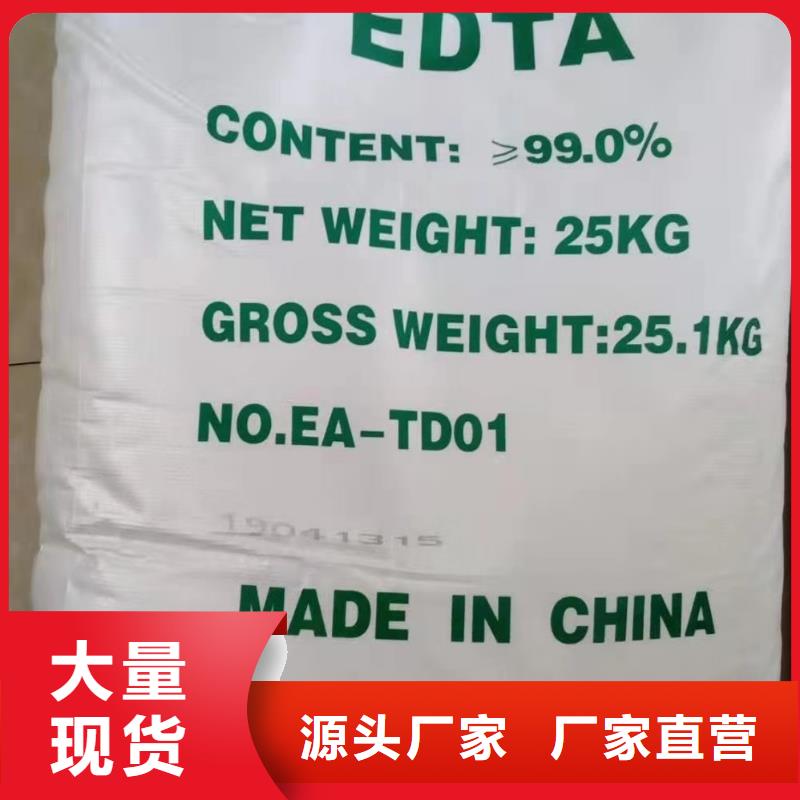 EDTA
CONTENT: ≥99.0%
NET WEIGHT: 25KG
GROSS WEIGHT:25.1KG
NO.EA-TD01
19041315
MADE IN CHINA
大量
现货
源头厂家 厂家直营